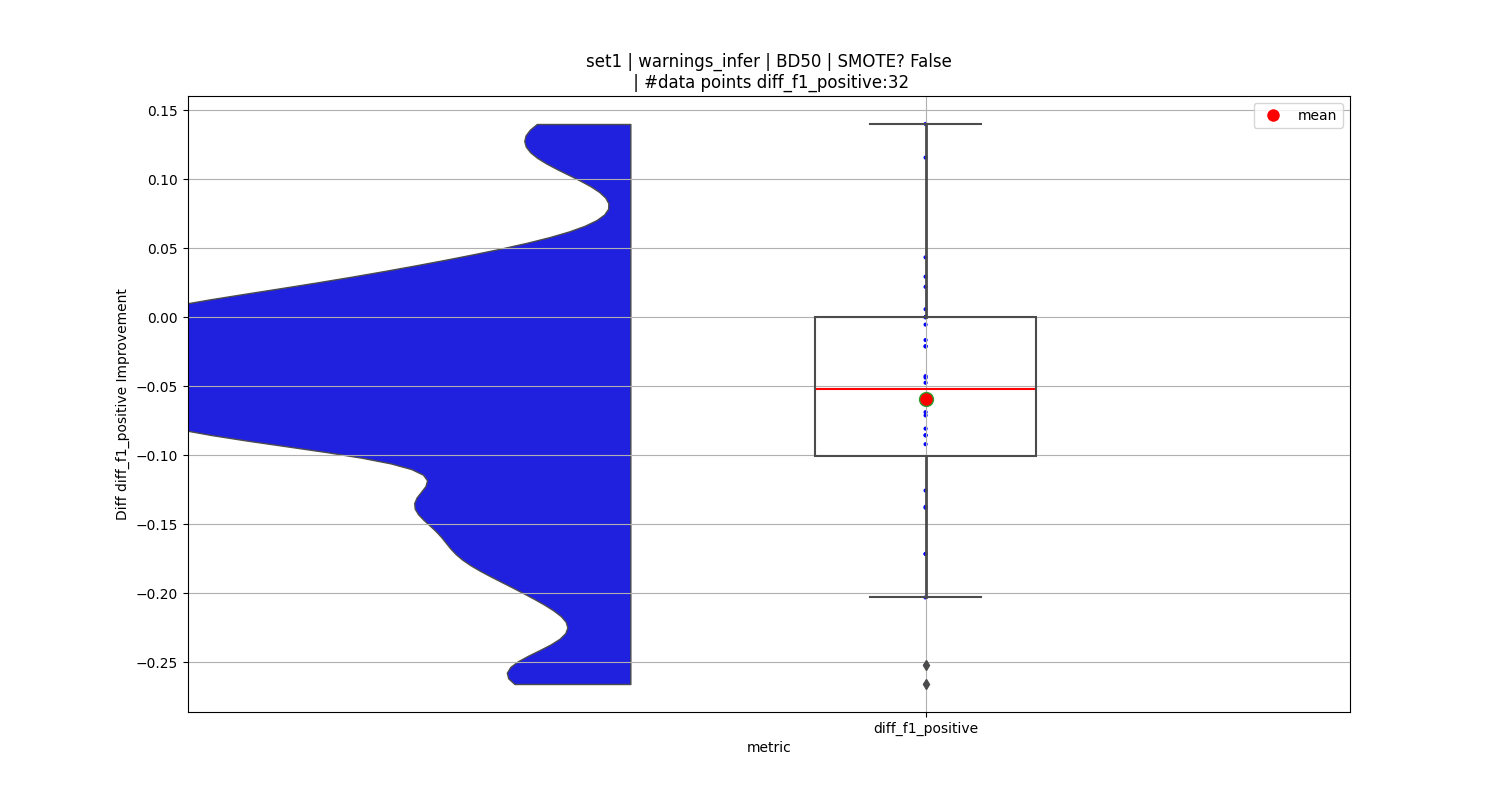 set1 | warnings_infer | BD50 | SMOTE? False
| #data points diff_f1_positive:32
mean
0.15
0.10
0.05
0.00
−0.05
−0.10
−0.15
−0.20
−0.25
Diff diff_f1_positive Improvement
diff_f1_positive
metric